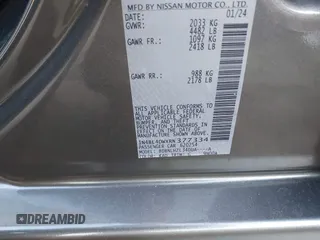 MFD BY NISSAN MOTOR CO., LTD.
DATE: 01/24
GVWR: 2033 KG
4482 LB
GAWR FR.: 1097 KG
2418 LB
988 KG
2178 LB
THIS VEHICLE CONFORMS TO ALL
APPLICABLE FEDERAL MOTOR
VEHICLE SAFETY,
BUMPER, AND THEFT
PREVENTION STANDARDS
IN EFFECT ON THE DATE OF
MANUFACTURE SHOWN ABOVE.
377334
PASSENGER CAR
MODEL:
DREAMBID